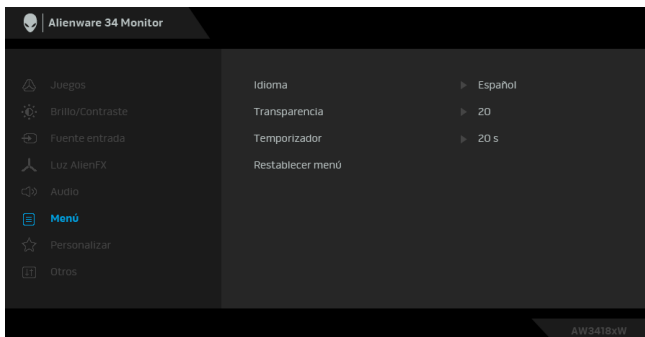 Alienware 34 Monitor
Juegos
Brillo/Contraste
Fuente entrada
Luz AlienFX
Audio
Menú
Personalizar
Otros
Idioma Español
Transparencia 20
Temporizador 20 s
Restablecer menú
AW3418xW